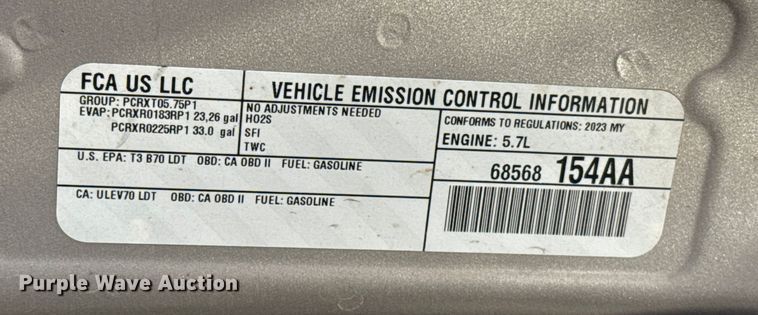 FCA US LLC
GROUP: PCRXT05.75P1
EVAP: PCRXR0183RP1 23,26 gal
PCRXR0225RP1 33.0 gal
VEHICLE EMISSION CONTROL INFORMATION
NO ADJUSTMENTS NEEDED
HO2S
SFI
TWC
CONFORMS TO REGULATIONS: 2023 MY
ENGINE: 5.7L
U.S. EPA: T3 B70 LDT OBD: CA OBD II FUEL: GASOLINE
CA: ULEV70 LDT OBD: CA OBD II FUEL: GASOLINE
68568 154AA
Purple Wave Auction